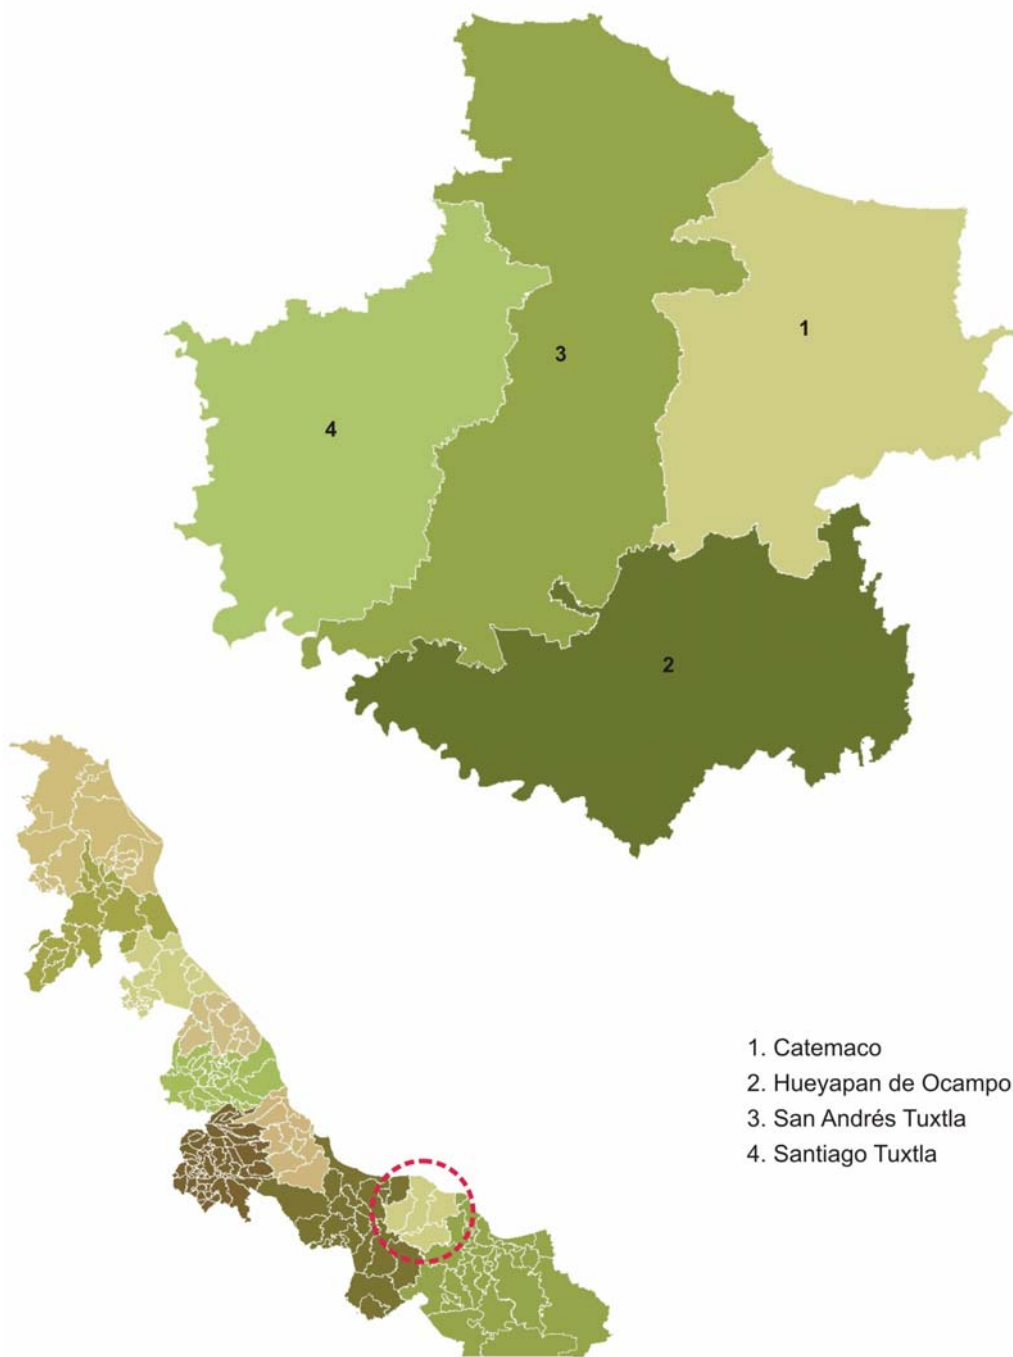 1
3
4
2
1. Catemaco
2. Hueyapan de Ocampo
3. San Andrés Tuxtla
4. Santiago Tuxtla